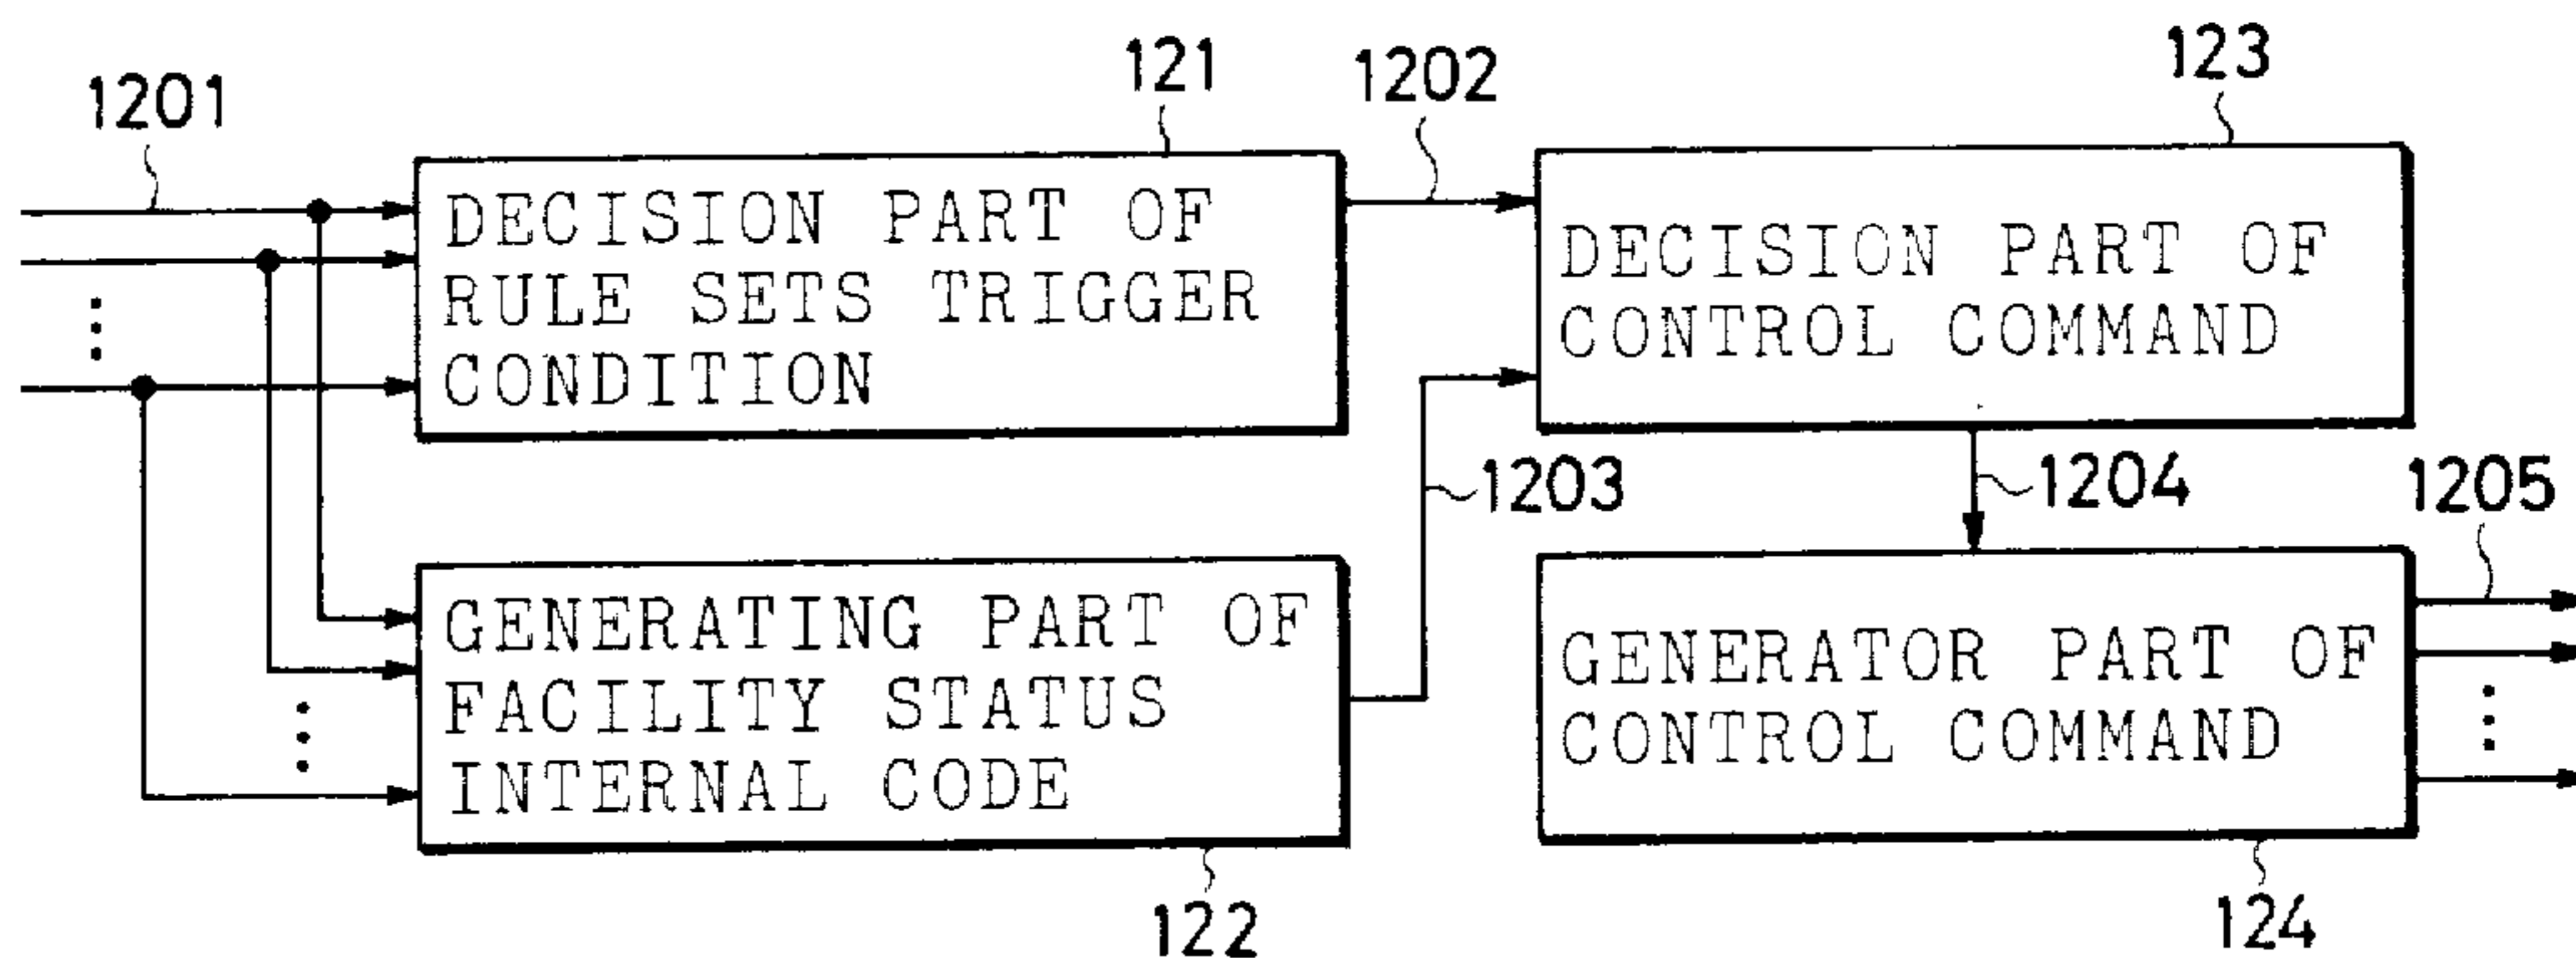 1201
121
1202
123
DECISION PART OF
RULE SETS TRIGGER
CONDITION
DECISION PART OF
CONTROL COMMAND
1203
1204
1205
GENERATING PART OF
FACILITY STATUS
INTERNAL CODE
GENERATOR PART OF
CONTROL COMMAND
122
124